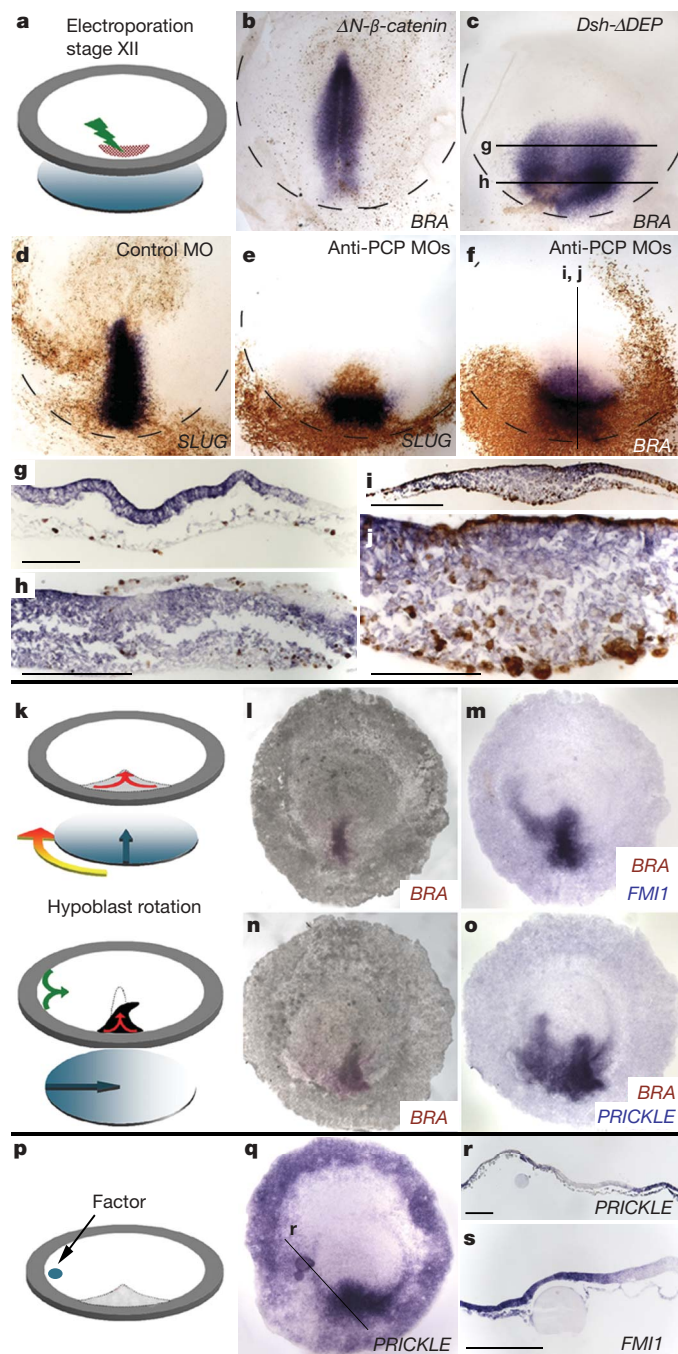 a
Electroporation
stage XII
b
ΔN-β-catenin
BRA
c
Dsh-ΔDEP
g
h
BRA
d
Control MO
SLUG
e
Anti-PCP MOs
SLUG
f
Anti-PCP MOs
i, j
BRA
g
h
i
j
k
Hypoblast rotation
l
BRA
m
BRA
FMI1
n
BRA
o
BRA
PRICKLE
p
Factor
q
r
PRICKLE
r
PRICKLE
s
FMI1